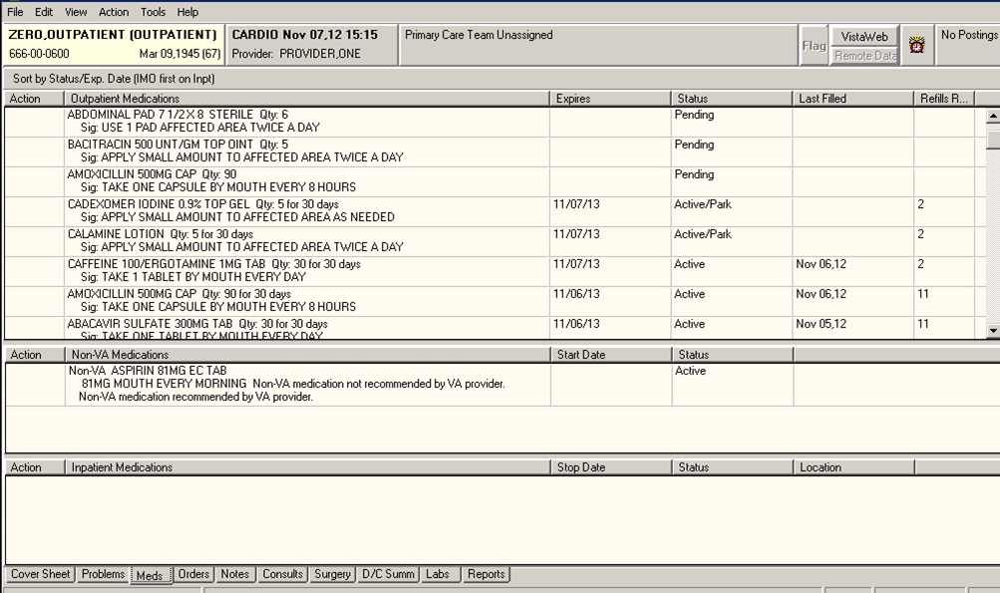 File Edit View Action Tools Help
ZERO,OUTPATIENT (OUTPATIENT) CARDIO Nov 07,12 15:15 Primary Care Team Unassigned Flag VistaWeb No Postings
666-00-0600 Mar 09,1945 (67) Provider: PROVIDER,ONE Remote Data
Sort by Status/Exp. Date (IMO first on Inpt)
Action Outpatient Medications Expires Status Last Filled Refills R...
ABDOMINAL PAD 7 1/2 X 8 STERILE Qty: 6 Pending
Sig: USE 1 PAD AFFECTED AREA TWICE A DAY
BACITRACIN 500 UNT/GM TOP OINT Qty: 5 Pending
Sig: APPLY SMALL AMOUNT TO AFFECTED AREA TWICE A DAY
AMOXICILLIN 500MG CAP Qty: 90 Pending
Sig: TAKE ONE CAPSULE BY MOUTH EVERY 8 HOURS
CADEXOMER IODINE 0.9% TOP GEL Qty: 5 for 30 days 11/07/13 Active/Park 2
Sig: APPLY SMALL AMOUNT TO AFFECTED AREA AS NEEDED
CALAMINE LOTION Qty: 5 for 30 days 11/07/13 Active/Park 2
Sig: APPLY SMALL AMOUNT TO AFFECTED AREA TWICE A DAY
CAFFEINE 100/ERGOTAMINE 1MG TAB Qty: 30 for 30 days 11/07/13 Active Nov 06,12 2
Sig: TAKE 1 TABLET BY MOUTH EVERY DAY
AMOXICILLIN 500MG CAP Qty: 90 for 30 days 11/06/13 Active Nov 06,12 11
Sig: TAKE ONE CAPSULE BY MOUTH EVERY 8 HOURS
ABACAVIR SULFATE 300MG TAB Qty: 30 for 30 days 11/06/13 Active Nov 05,12 11
Sig: TAKE ONE TABLET BY MOUTH EVERY DAY
Action Non-VA Medications Start Date Status
Non-VA ASPIRIN 81MG EC TAB Active
81MG MOUTH EVERY MORNING Non-VA medication not recommended by VA provider.
Non-VA medication recommended by VA provider.
Action Inpatient Medications Stop Date Status Location
Cover Sheet Problems Meds Orders Notes Consults Surgery D/C Summ Labs Reports